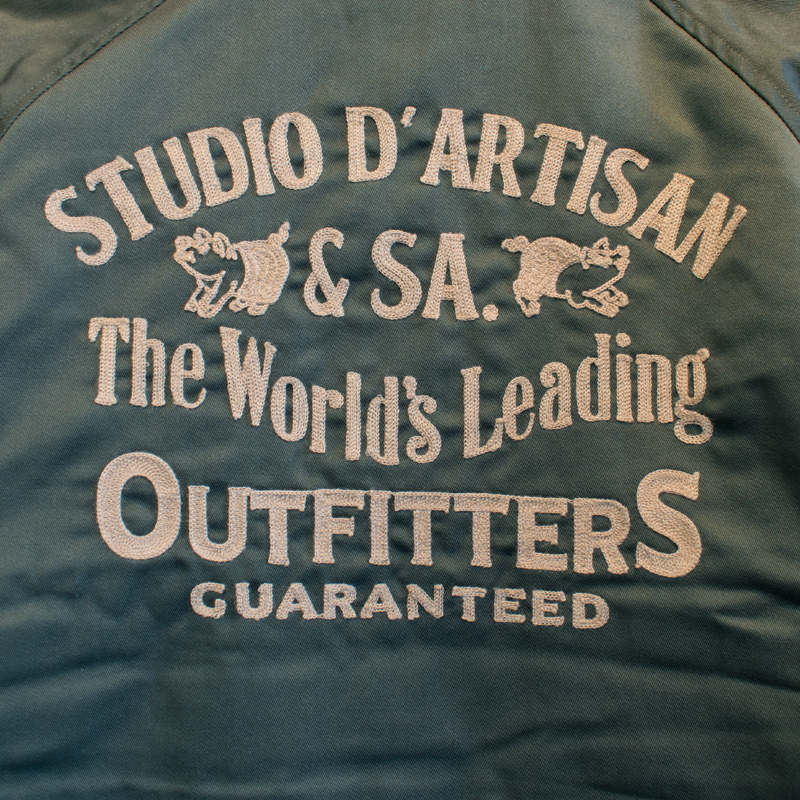 STUDIO D'ARTISAN
& SA.
The World's Leading
OUTFITTERS
GUARANTEED